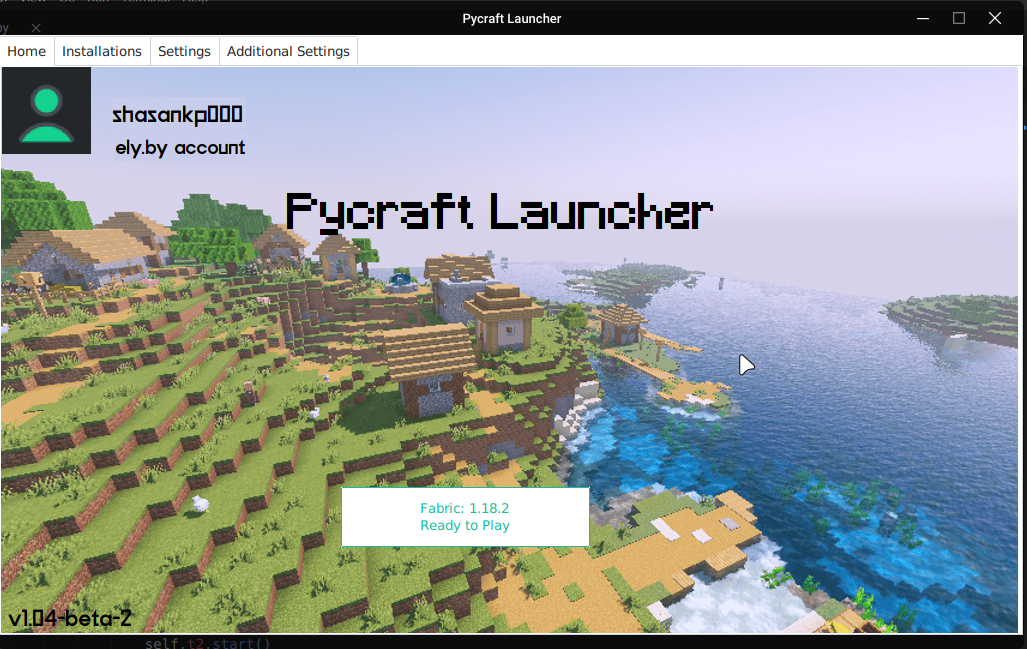 Pycraft Launcher
Home Installations Settings Additional Settings
shasankp000
ely.by account
Pycraft Launcher
Fabric: 1.18.2
Ready to Play
v1.04-beta-2
self.t2.start()